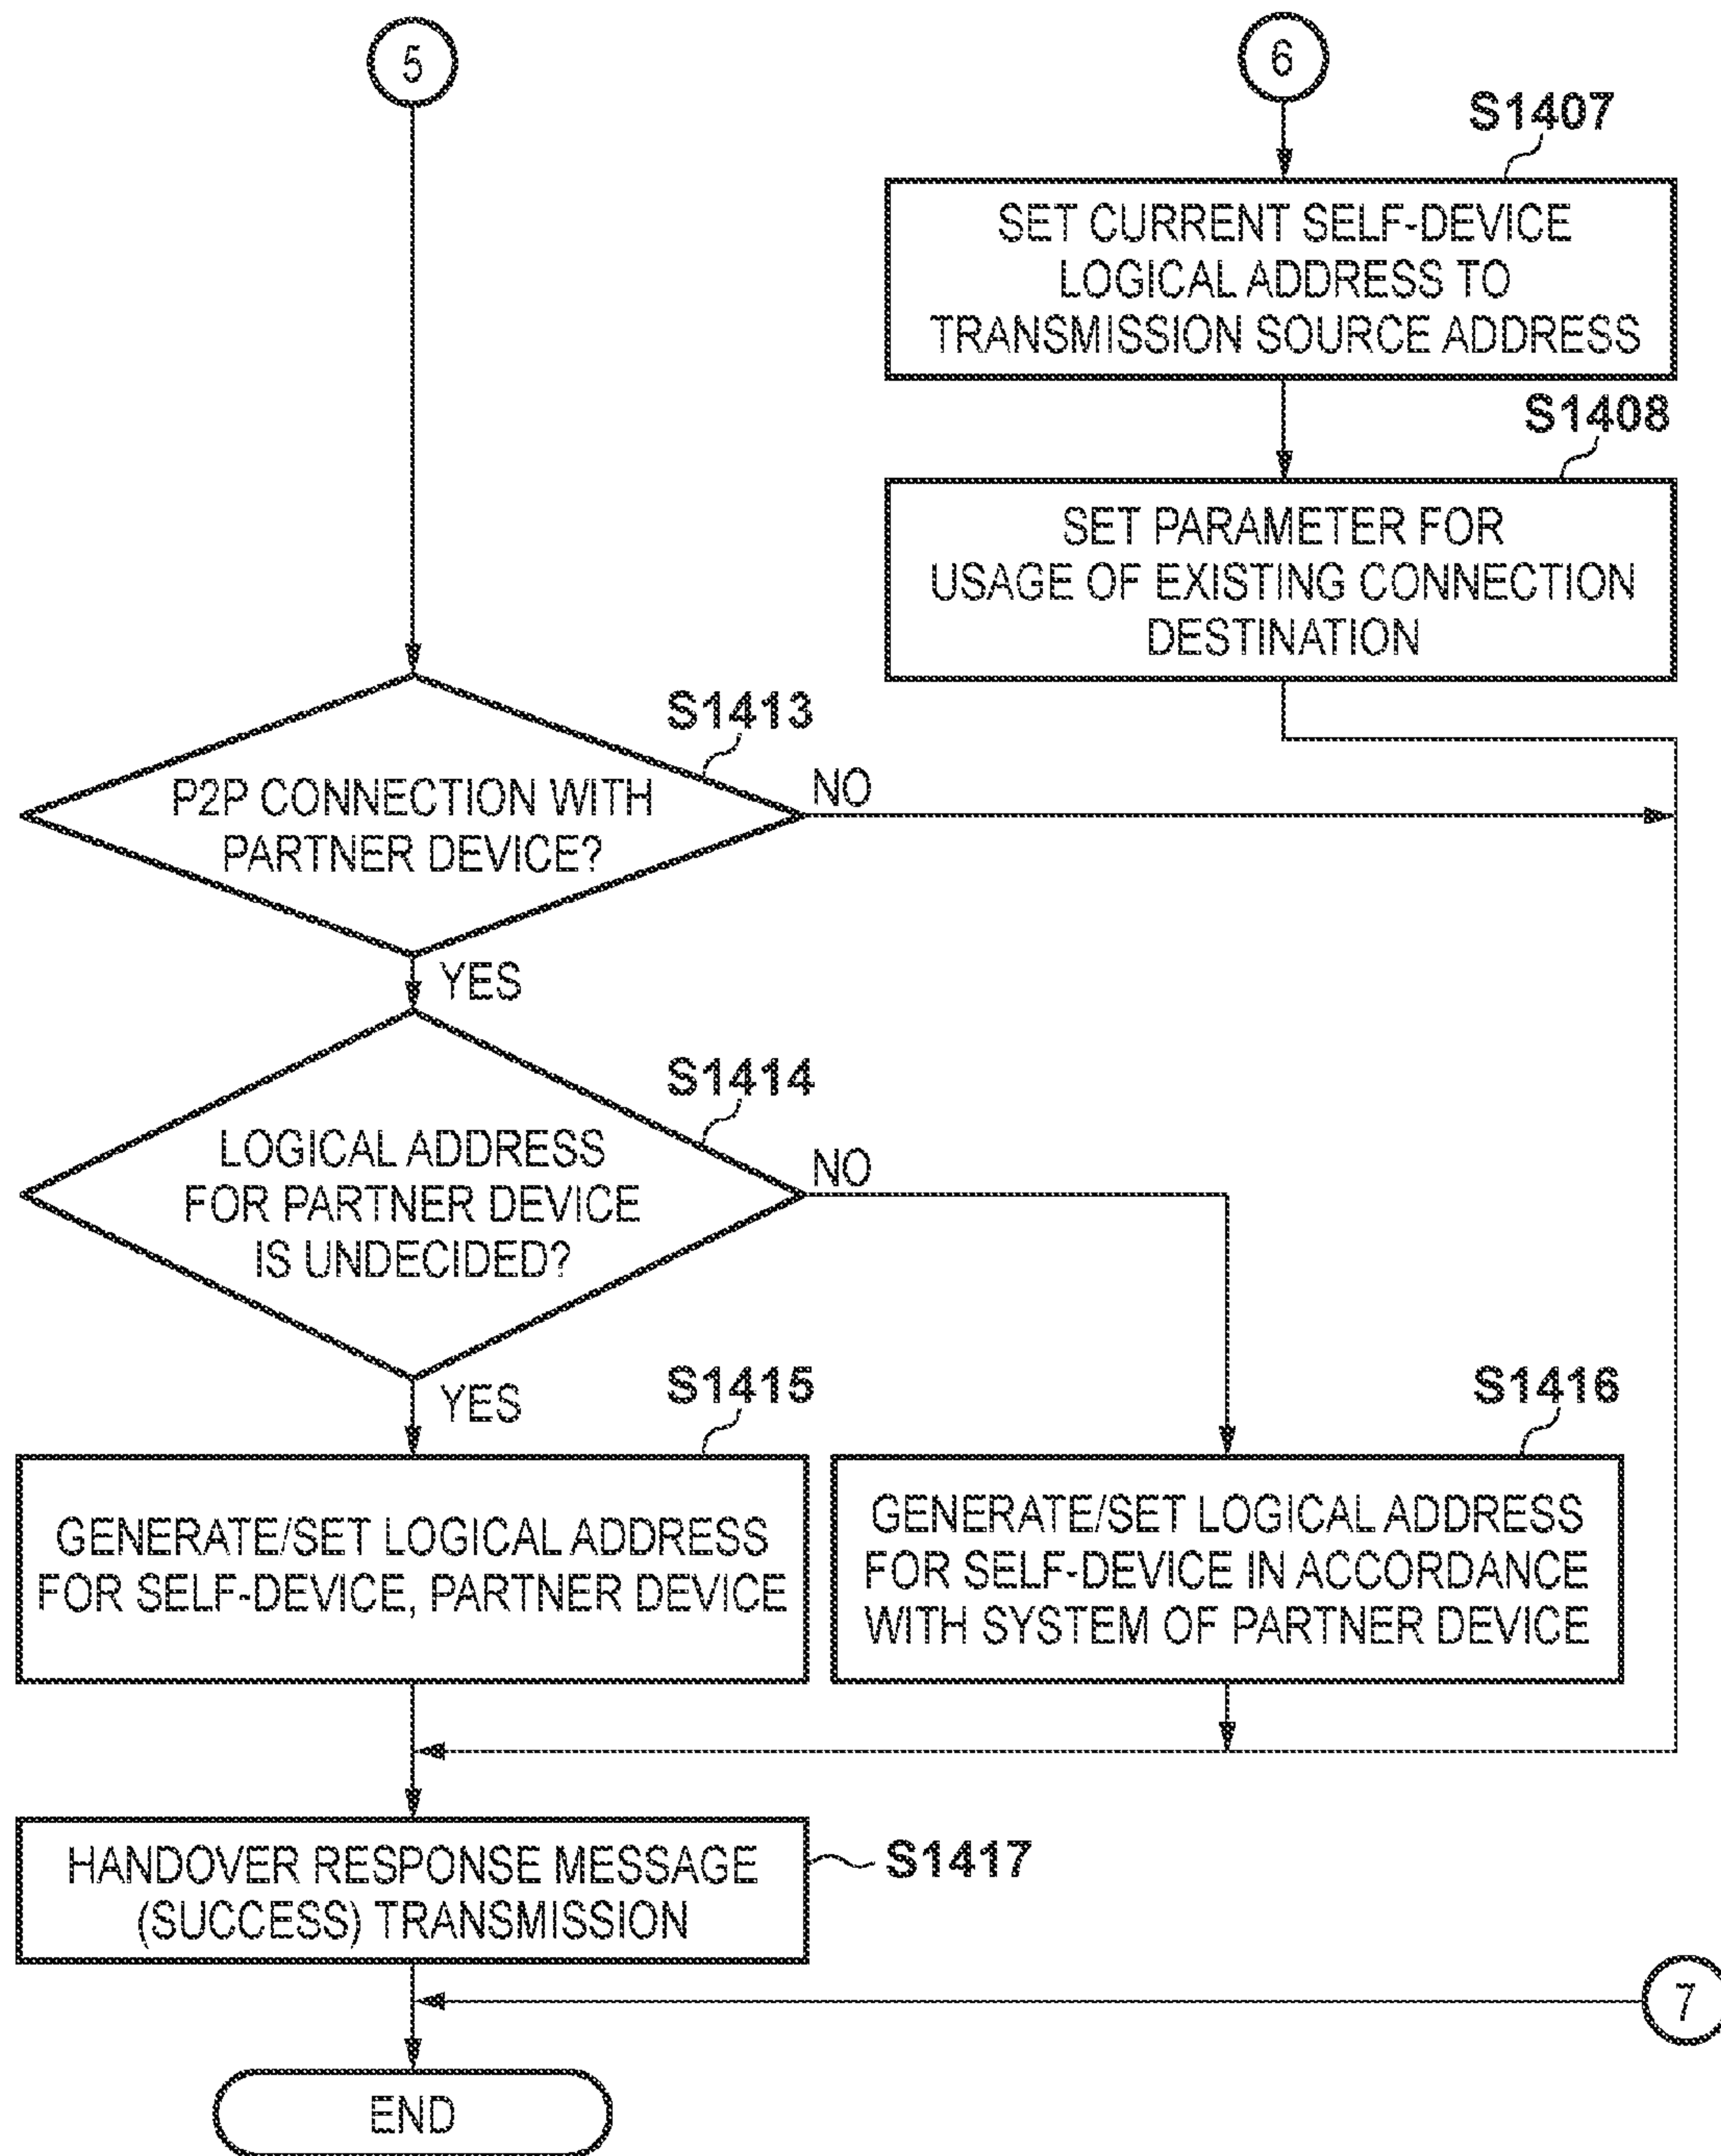 5
6
S1407
SET CURRENT SELF-DEVICE
LOGICAL ADDRESS TO
TRANSMISSION SOURCE ADDRESS
S1408
SET PARAMETER FOR
USAGE OF EXISTING CONNECTION
DESTINATION
S1413
P2P CONNECTION WITH
PARTNER DEVICE?
NO
YES
S1414
LOGICAL ADDRESS
FOR PARTNER DEVICE
IS UNDECIDED?
NO
YES
S1415
GENERATE/SET LOGICAL ADDRESS
FOR SELF-DEVICE, PARTNER DEVICE
S1416
GENERATE/SET LOGICAL ADDRESS
FOR SELF-DEVICE IN ACCORDANCE
WITH SYSTEM OF PARTNER DEVICE
HANDOVER RESPONSE MESSAGE
(SUCCESS) TRANSMISSION
S1417
7
END